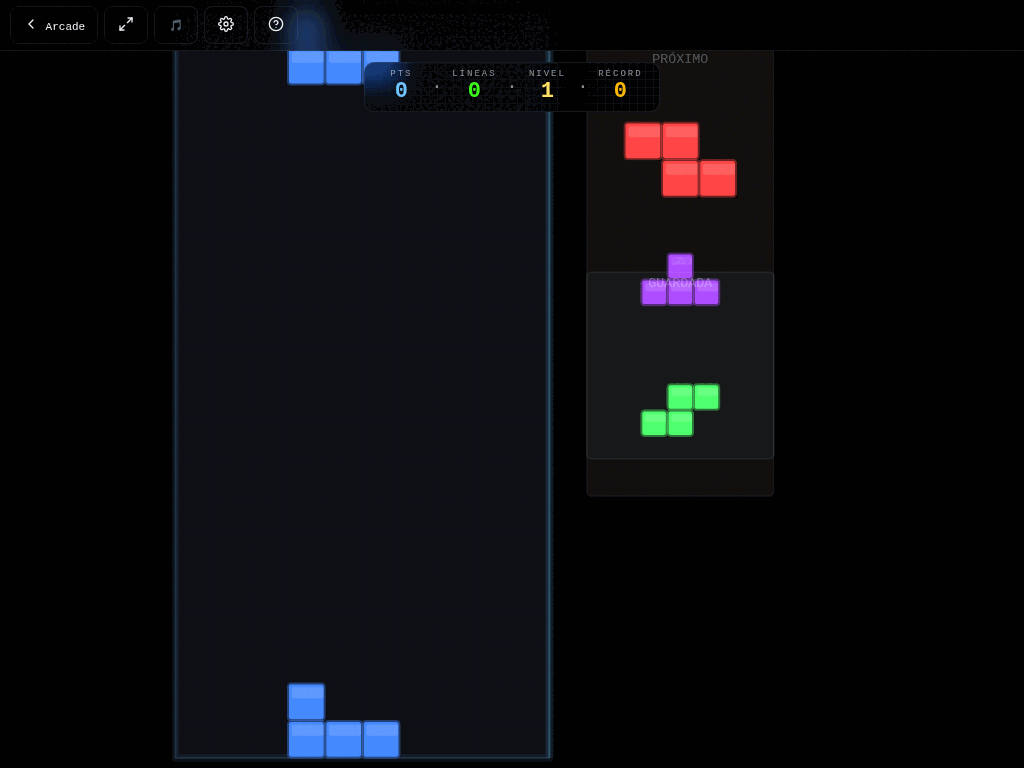 Arcade
PRÓXIMO
PTS LÍNEAS NIVEL RÉCORD
0 · 0 · 1 · 0
GUARDADA